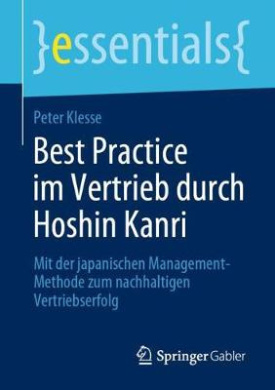 }essentials{
Peter Klesse
Best Practice
im Vertrieb durch
Hoshin Kanri
Mit der japanischen Management-
Methode zum nachhaltigen
Vertriebserfolg
Springer Gabler